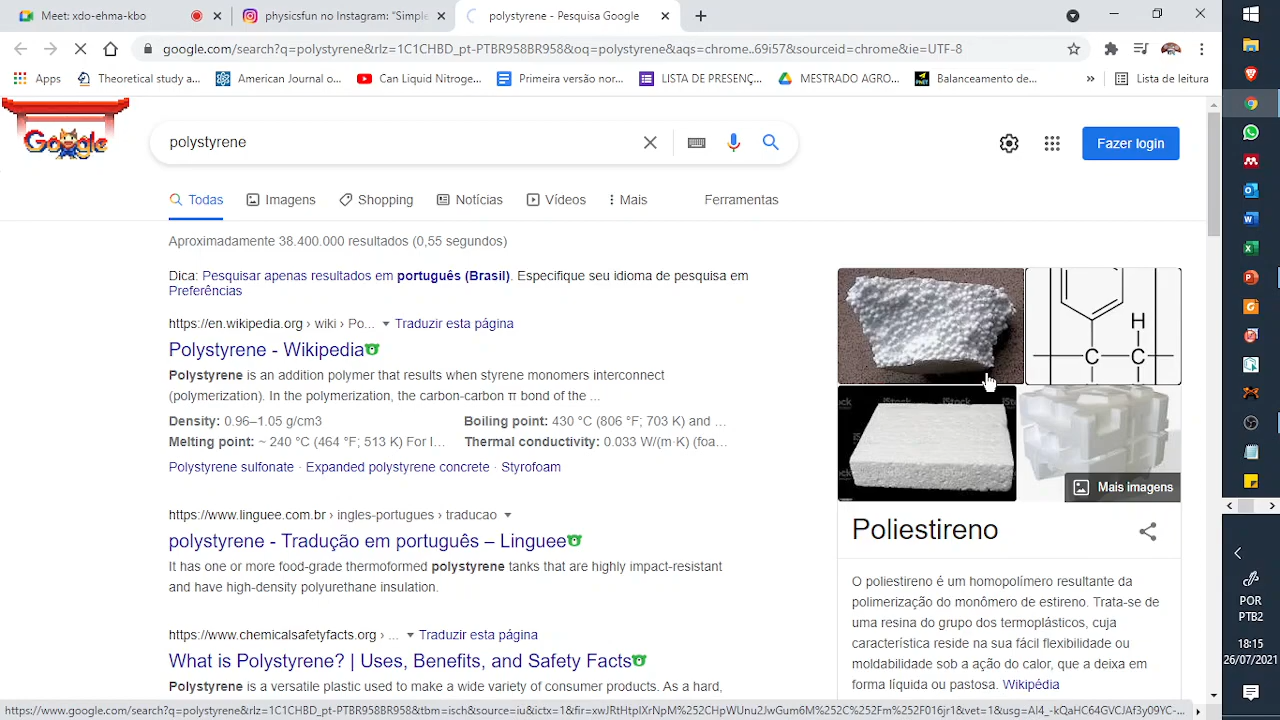 Meet: xdo-ehma-kbo
physicsfun no Instagram: "Simple
polystyrene - Pesquisa Google
google.com/search?q=polystyrene&rlz=1C1CHBD_pt-PTBR958BR958&oq=polystyrene&aqs=chrome..69i57&sourceid=chrome&ie=UTF-8
Apps
Theoretical study a...
American journal o...
Can Liquid Nitroge...
Primeiro versão nor...
LISTA DE PRESENÇ...
MESTRADO AGRO...
Balanceamento de...
»
Lista de leitura
Google
polystyrene
Fazer login
Todas
Imagens
Shopping
Notícias
Vídeos
Mais
Ferramentas
Aproximadamente 38.400.000 resultados (0,55 segundos)
Dica: Pesquisar apenas resultados em português (Brasil). Especifique seu idioma de pesquisa em
Preferências
https://en.wikipedia.org › wiki › Po... Traduzir esta página
Polystyrene - Wikipedia
Polystyrene is an addition polymer that results when styrene monomers interconnect
(polymerization). In the polymerization, the carbon-carbon π bond of the ...
Density: 0.96–1.05 g/cm3
Boiling point: 430 °C (806 °F; 703 K) and ...
Melting point: ~ 240 °C (464 °F; 513 K) For I...
Thermal conductivity: 0.033 W/(m·K) (foa...
Polystyrene sulfonate · Expanded polystyrene concrete · Styrofoam
https://www.linguee.com.br › ingles-portugues › traducao
polystyrene - Tradução em português – Linguee
It has one or more food-grade thermoformed polystyrene tanks that are highly impact-resistant
and have high-density polyurethane insulation.
https://www.chemicalsafetyfacts.org › ... Traduzir esta página
What is Polystyrene? | Uses, Benefits, and Safety Facts
Polystyrene is a versatile plastic used to make a wide variety of consumer products. As a hard,
H
C
C
iStock
iStock
Mais imagens
Poliestireno
O poliestireno é um homopolímero resultante da
polimerização do monômero de estireno. Trata-se de
uma resina do grupo dos termoplásticos, cuja
característica reside na sua fácil flexibilidade ou
moldabilidade sob a ação do calor, que a deixa em
forma líquida ou pastosa. Wikipédia
POR
PTB2
18:15
26/07/2021